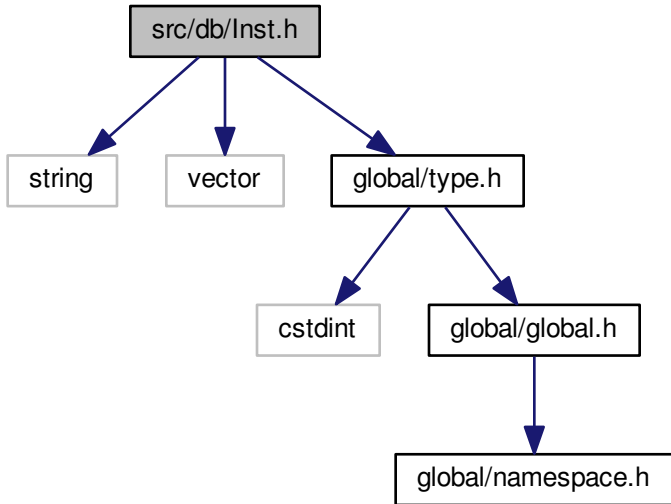 src/db/Inst.h
string
vector
global/type.h
cstdint
global/global.h
global/namespace.h